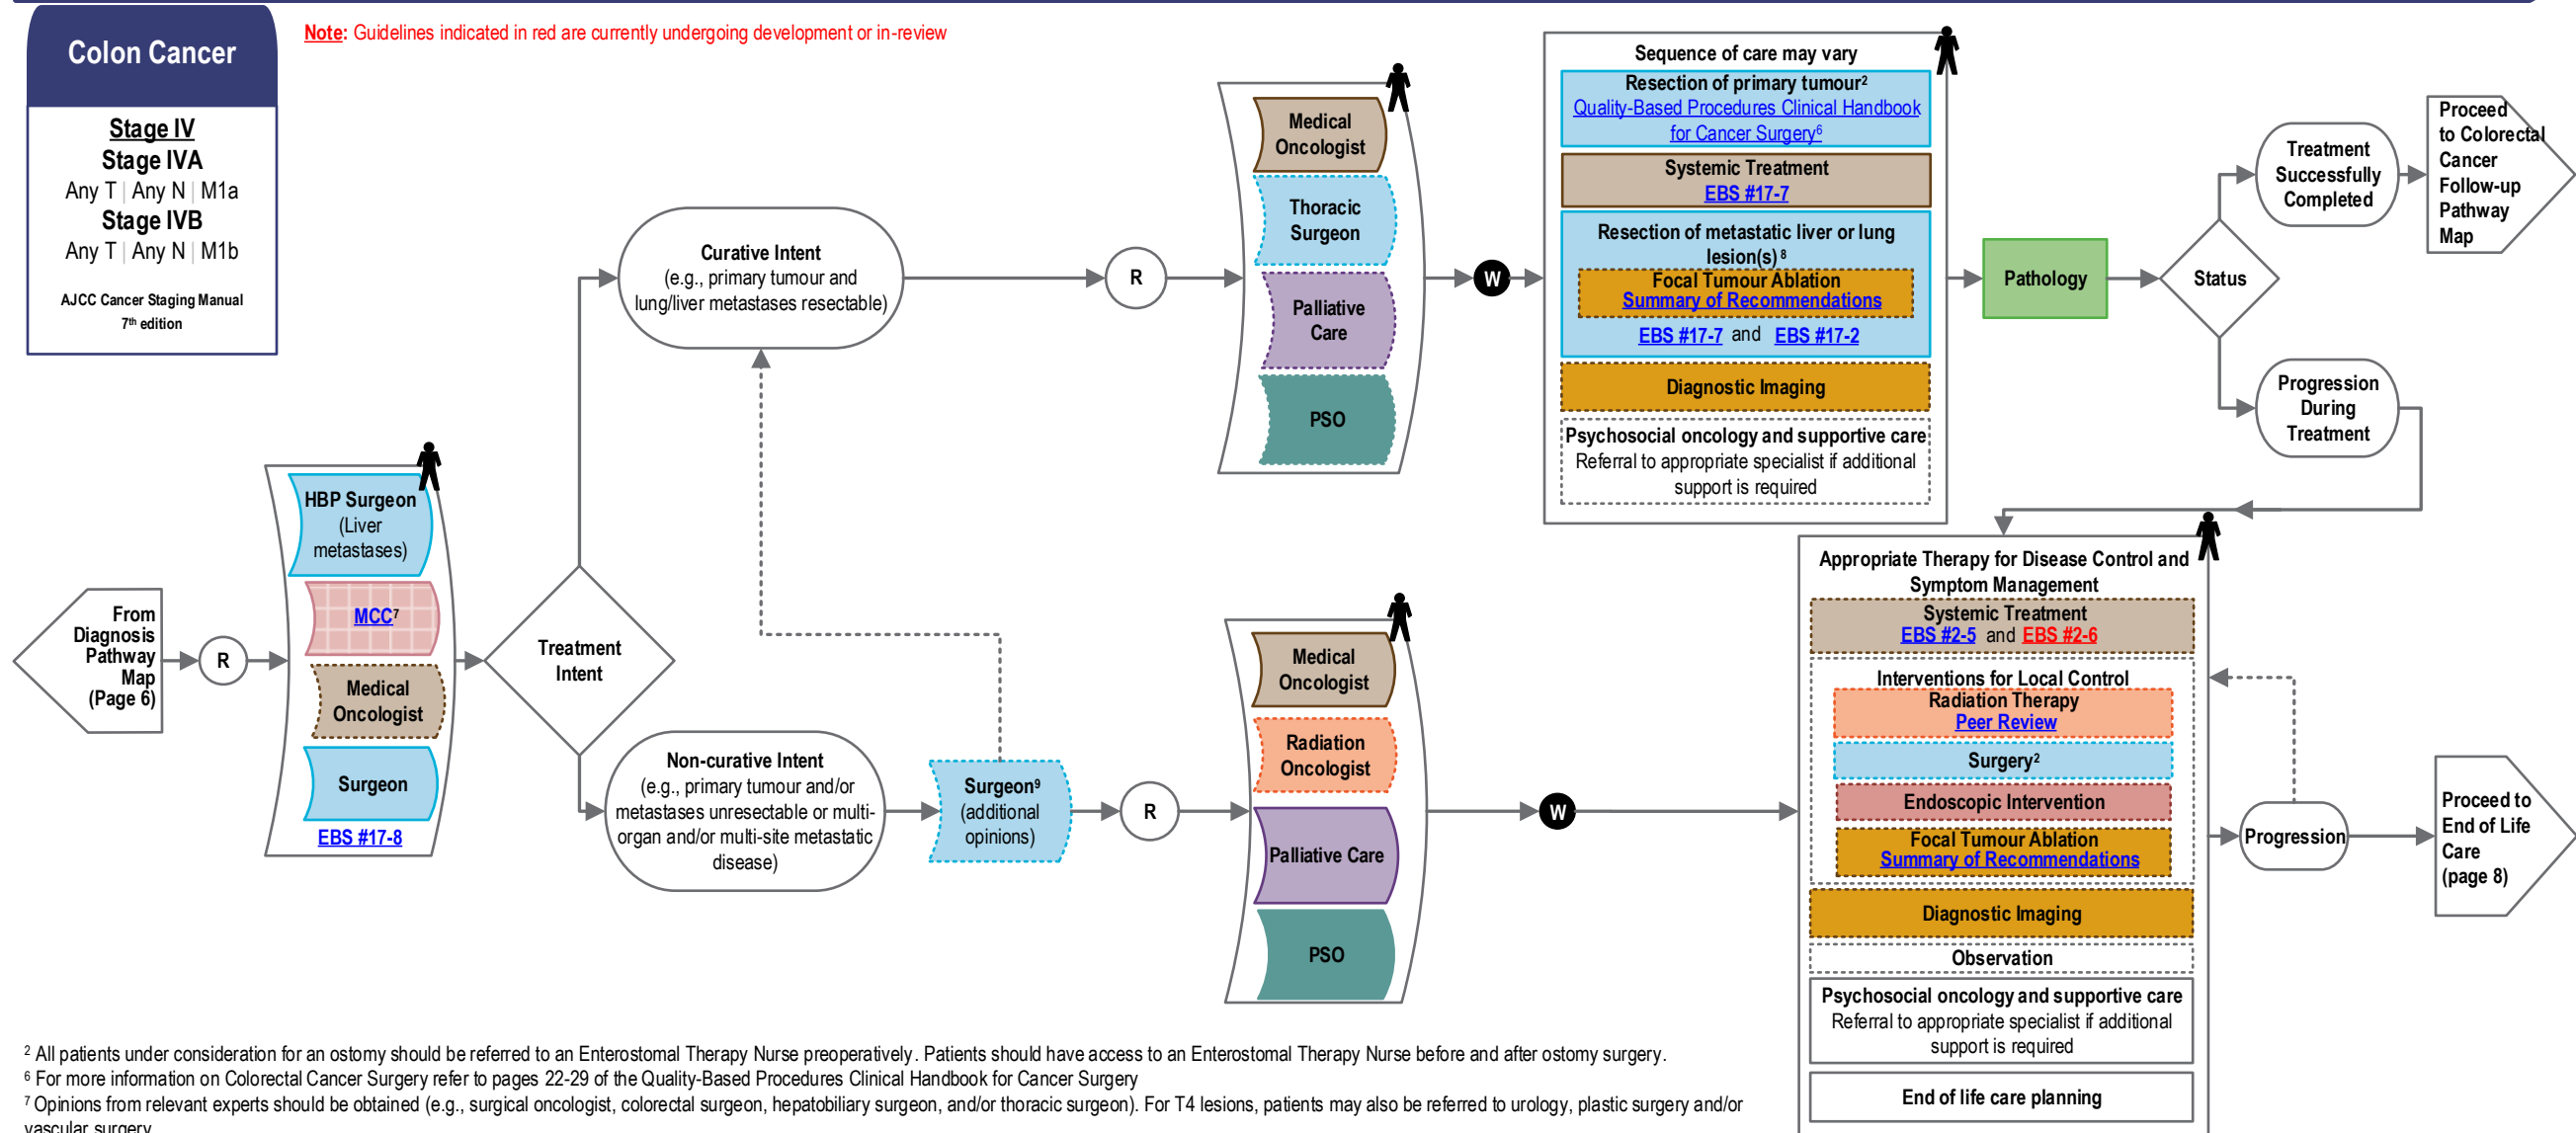 Colon Cancer
Stage IV
Stage IVA
Any T | Any N | M1a
Stage IVB
Any T | Any N | M1b
AJCC Cancer Staging Manual
7th edition
Note: Guidelines indicated in red are currently undergoing development or in-review
From
Diagnosis
Pathway
Map
(Page 6)
R
HBP Surgeon
(Liver
metastases)
MCC7
Medical
Oncologist
Surgeon
EBS #17-8
Treatment
Intent
Curative Intent
(e.g., primary tumour and
lung/liver metastases resectable)
R
Medical
Oncologist
Thoracic
Surgeon
Palliative
Care
PSO
W
Sequence of care may vary
Resection of primary tumour2
Quality-Based Procedures Clinical Handbook
for Cancer Surgery6
Systemic Treatment
EBS #17-7
Resection of metastatic liver or lung
lesion(s) 8
Focal Tumour Ablation
Summary of Recommendations
EBS #17-7 and EBS #17-2
Diagnostic Imaging
Psychosocial oncology and supportive care
Referral to appropriate specialist if additional
support is required
Pathology
Status
Treatment
Successfully
Completed
Proceed
to Colorectal
Cancer
Follow-up
Pathway
Map
Progression
During
Treatment
Non-curative Intent
(e.g., primary tumour and/or
metastases unresectable or multi-
organ and/or multi-site metastatic
disease)
Surgeon9
(additional
opinions)
R
Medical
Oncologist
Radiation
Oncologist
Palliative Care
PSO
W
Appropriate Therapy for Disease Control and
Symptom Management
Systemic Treatment
EBS #2-5 and EBS #2-6
Interventions for Local Control
Radiation Therapy
Peer Review
Surgery2
Endoscopic Intervention
Focal Tumour Ablation
Summary of Recommendations
Diagnostic Imaging
Observation
Psychosocial oncology and supportive care
Referral to appropriate specialist if additional
support is required
End of life care planning
Progression
Proceed to
End of Life
Care
(page 8)
2 All patients under consideration for an ostomy should be referred to an Enterostomal Therapy Nurse preoperatively. Patients should have access to an Enterostomal Therapy Nurse before and after ostomy surgery.
6 For more information on Colorectal Cancer Surgery refer to pages 22-29 of the Quality-Based Procedures Clinical Handbook for Cancer Surgery
7 Opinions from relevant experts should be obtained (e.g., surgical oncologist, colorectal surgeon, hepatobiliary surgeon, and/or thoracic surgeon). For T4 lesions, patients may also be referred to urology, plastic surgery and/or
vascular surgery